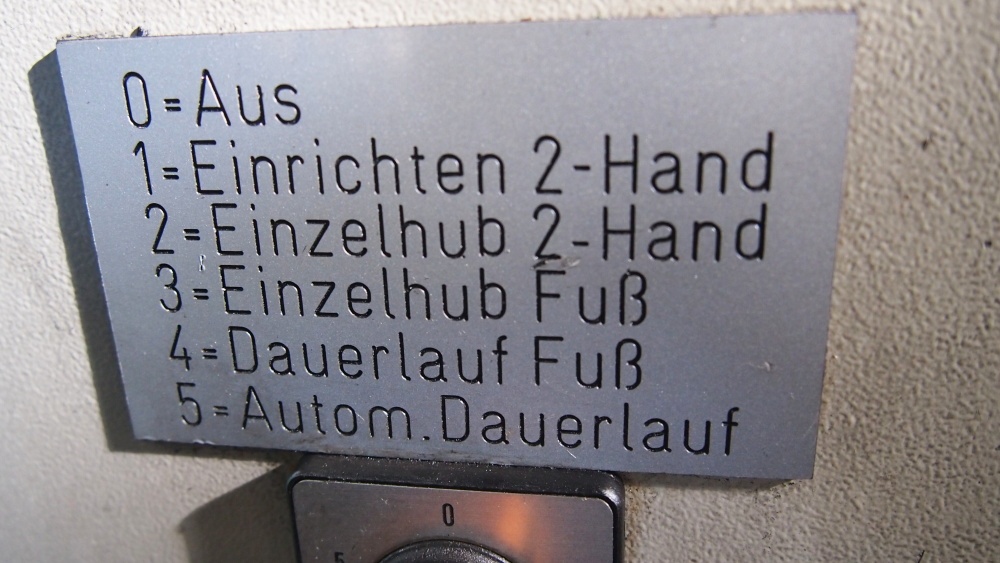 0=Aus
1=Einrichten 2-Hand
2=Einzelhub 2-Hand
3=Einzelhub Fuß
4=Dauerlauf Fuß
5=Autom.Dauerlauf
0
5